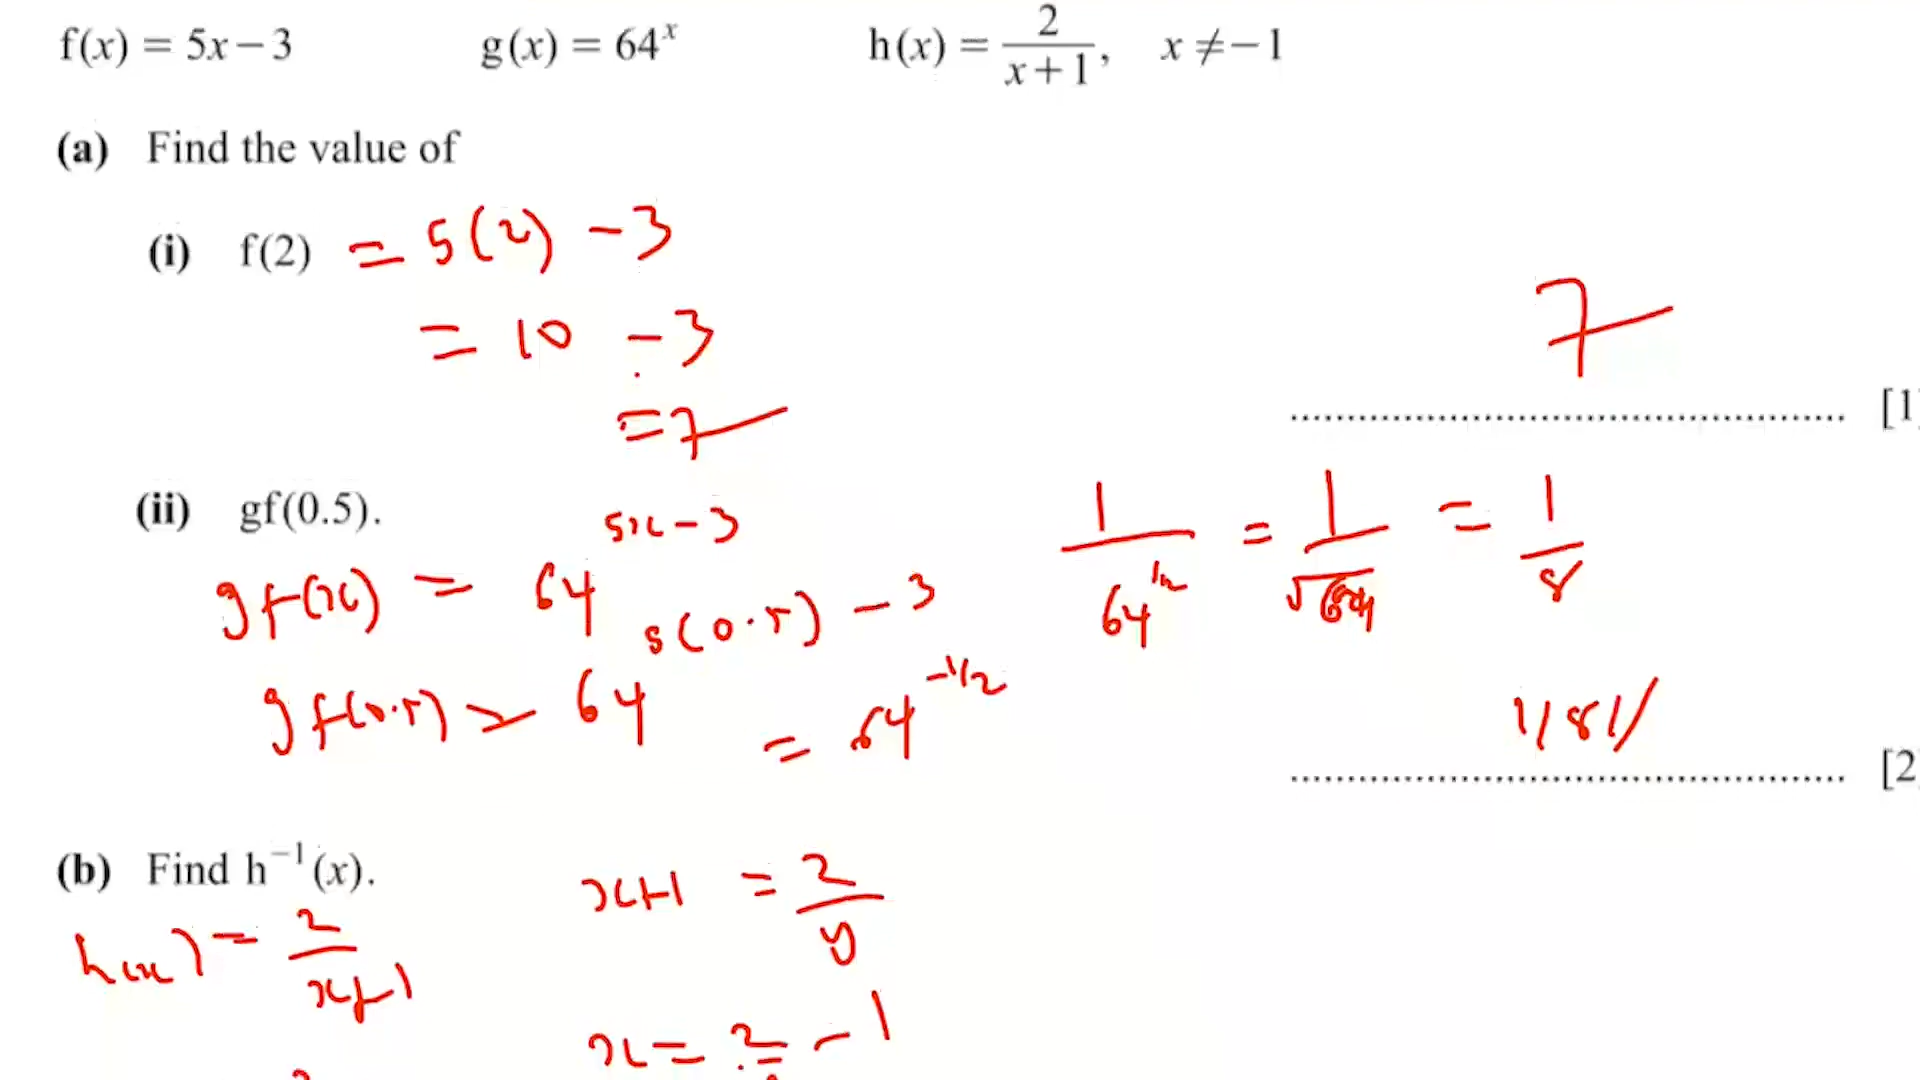 f(x) = 5x − 3    g(x) = 64^x    h(x) = 2/(x+1),  x ≠ −1
(a) Find the value of
(i) f(2) = 5(2) − 3
= 10 − 3
= 7
7
[1]
(ii) gf(0.5).
gf(x) = 64^(5x−3)
gf(0.5) = 64^(5(0.5)−3) = 64^(−1/2)
1/64^(1/2) = 1/√64 = 1/8
1/8//
[2]
(b) Find h⁻¹(x).
h(x) = 2/(x+1)
x+1 = 2/y
x = 2/ − 1